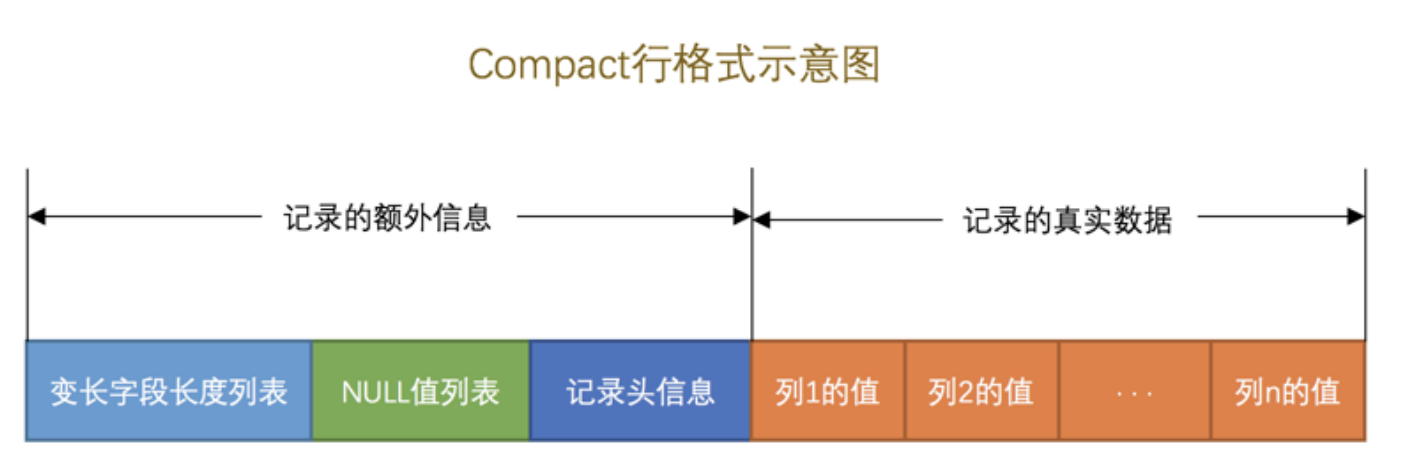 Compact行格式示意图
记录的额外信息
记录的真实数据
变长字段长度列表
NULL值列表
记录头信息
列1的值
列2的值
...
列n的值